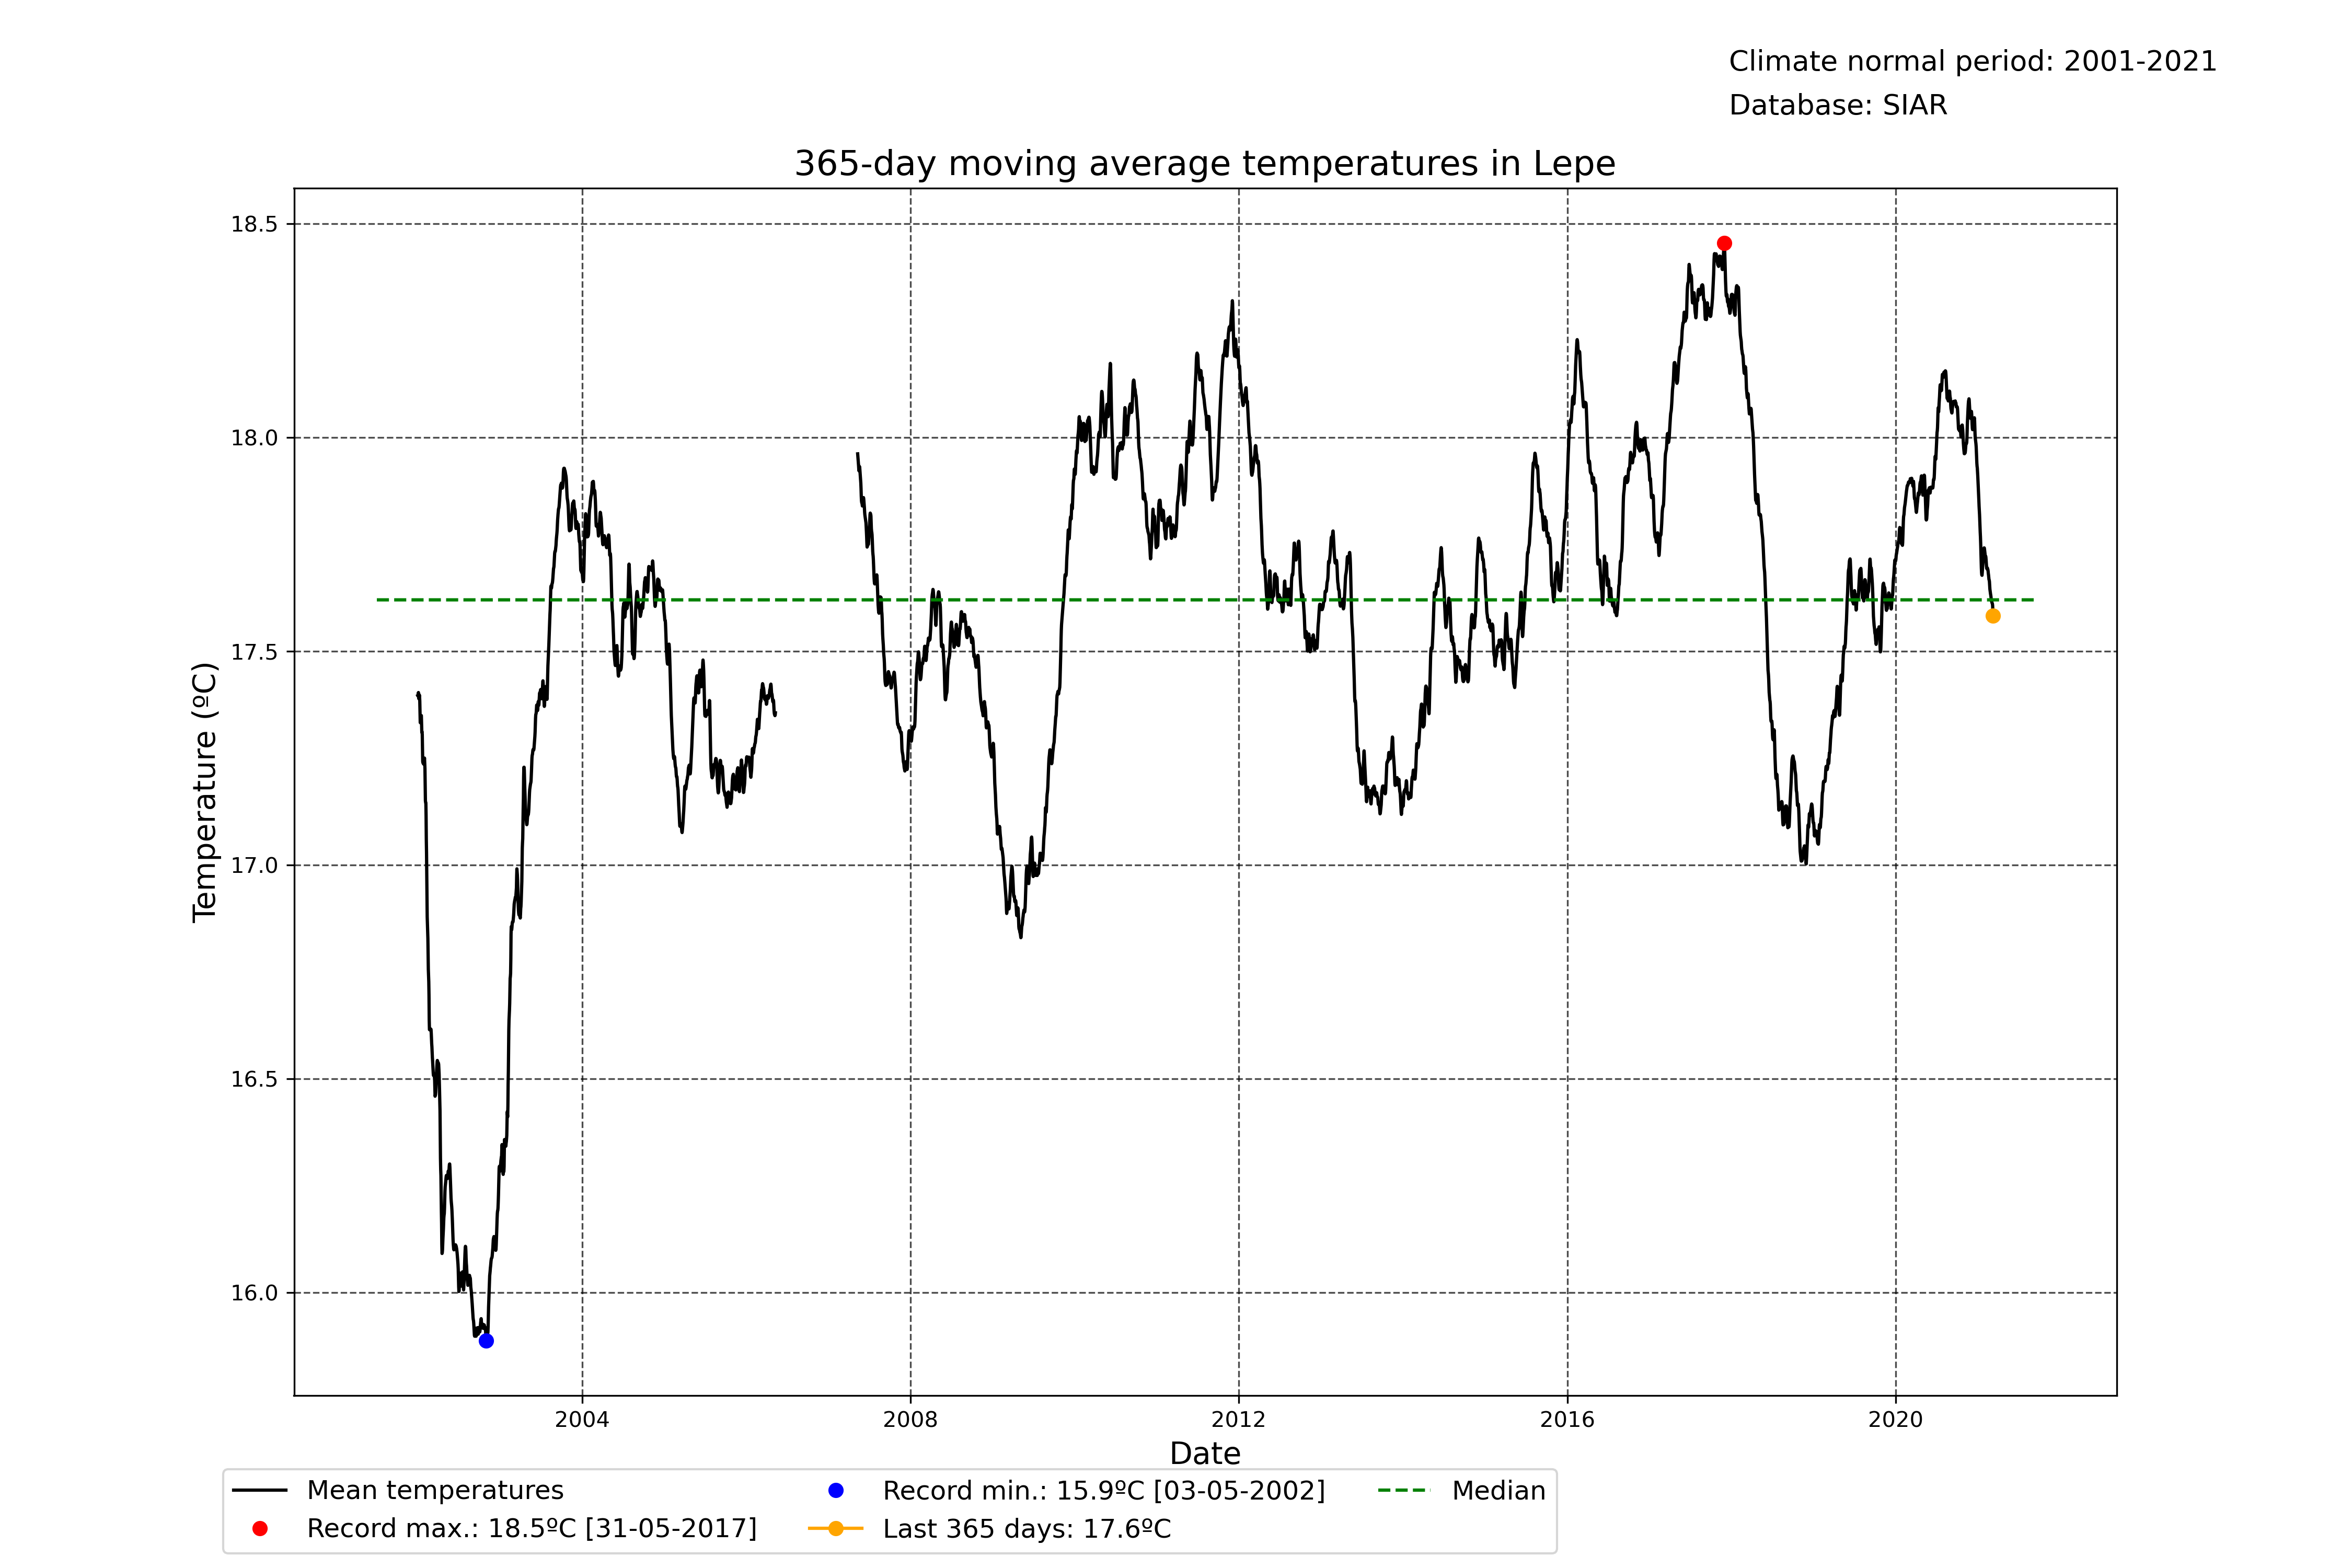 Climate normal period: 2001-2021
Database: SIAR
365-day moving average temperatures in Lepe
18.5
18.0
17.5
17.0
16.5
16.0
Temperature (ºC)
2004 2008 2012 2016 2020
Date
Mean temperatures
Record max.: 18.5ºC [31-05-2017]
Record min.: 15.9ºC [03-05-2002]
Last 365 days: 17.6ºC
Median